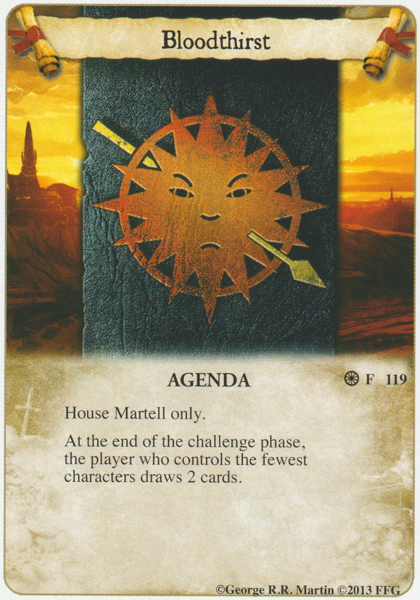 Bloodthirst
AGENDA
F 119
House Martell only.
At the end of the challenge phase,
the player who controls the fewest
characters draws 2 cards.
©George R.R. Martin ©2013 FFG